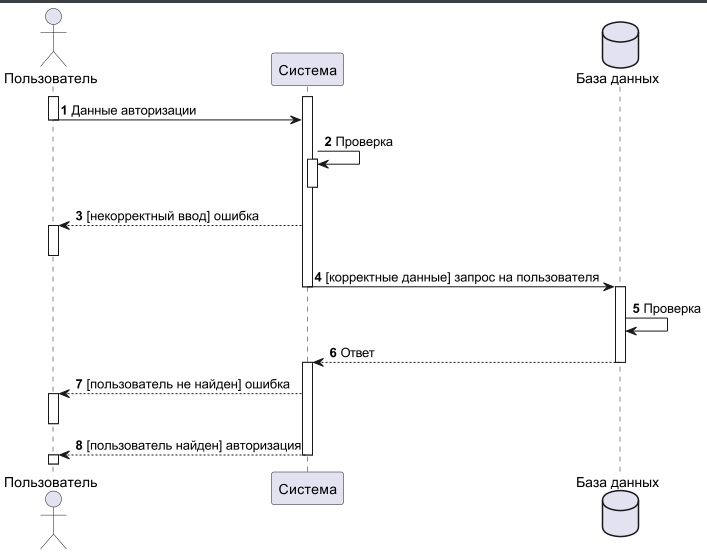 Пользователь
Система
База данных
1 Данные авторизации
2 Проверка
3 [некорректный ввод] ошибка
4 [корректные данные] запрос на пользователя
5 Проверка
6 Ответ
7 [пользователь не найден] ошибка
8 [пользователь найден] авторизация
Пользователь
Система
База данных